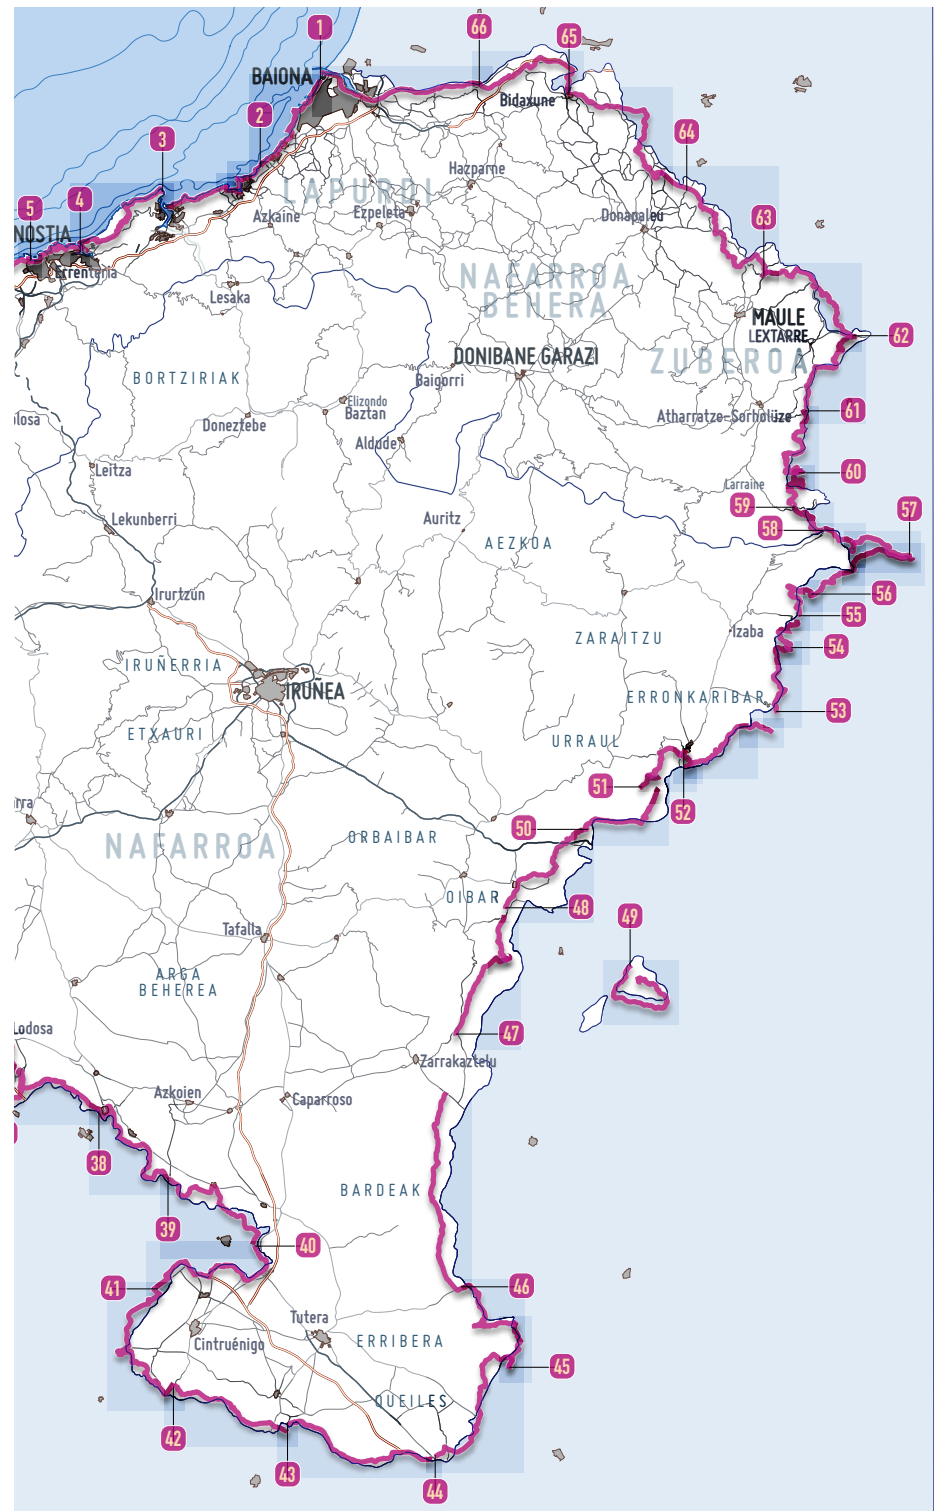 1
66
65
BAIONA
Bidaxune
2
64
3
Hazparne
LAPURDI
5
4
Azkaine
Ezpeleta
Donapaleu
63
NOSTIA
Errenteria
NAFARROA
BEHERA
Lesaka
MAULE
LEXTARRE
62
DONIBANE GARAZI
ZUBEROA
BORTZIRIAK
Baigorri
Elizondo
Baztan
61
Atharratze-Sorholüze
olosa
Doneztebe
Aldude
Leitza
60
Larraine
59
57
Lekunberri
Auritz
58
AEZKOA
Irurtzun
56
55
Izaba
ZARAITZU
54
IRUÑERRIA
IRUÑEA
ERRONKARIBAR
53
ETXAURI
URRAUL
51
rra
52
50
ORBAIBAR
NAFARROA
OIBAR
48
49
Tafalla
ARGA
BEHEREA
Lodosa
47
Zarrakaztelu
Azkoien
Caparroso
38
BARDEAK
39
40
41
46
Tutera
Cintruénigo
ERRIBERA
45
QUEILES
42
43
44